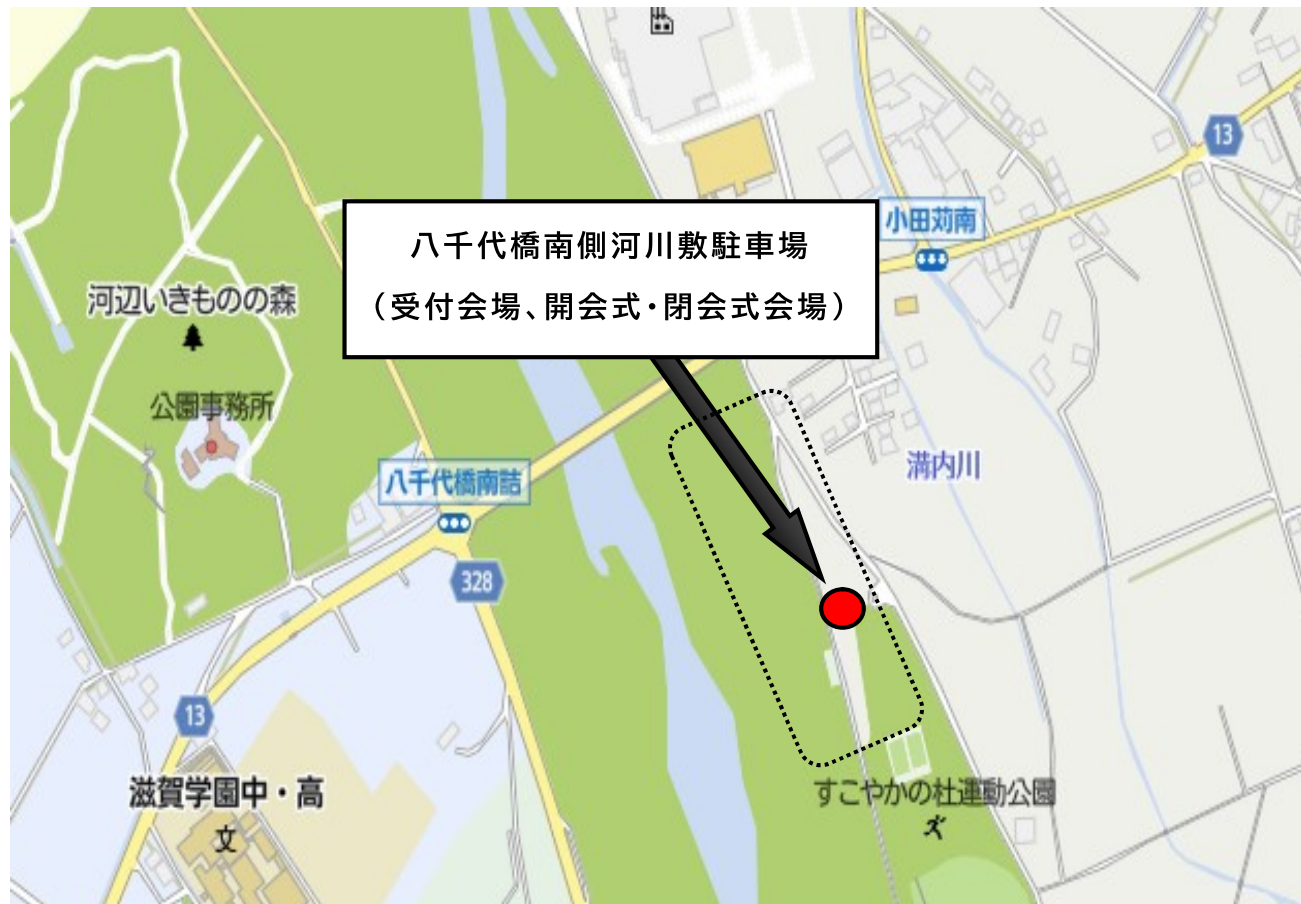 13
小田苅南
八千代橋南側河川敷駐車場
（受付会場、開会式・閉会式会場）
河辺いきものの森
公園事務所
満内川
八千代橋南詰
328
13
滋賀学園中・高
文
すこやかの杜運動公園